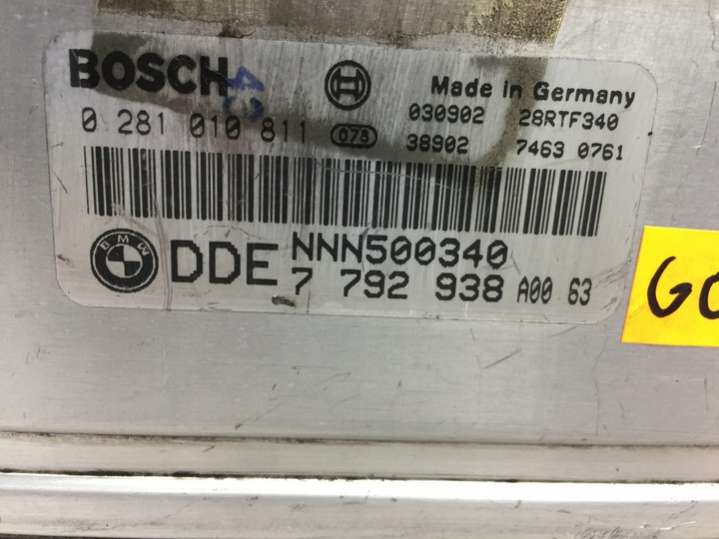 BOSCH
Made in Germany
0 281 010 811
078
030902 28RTF340
38902 7463 0761
BMW
DDE
NNN500340
7 792 938 A00 63